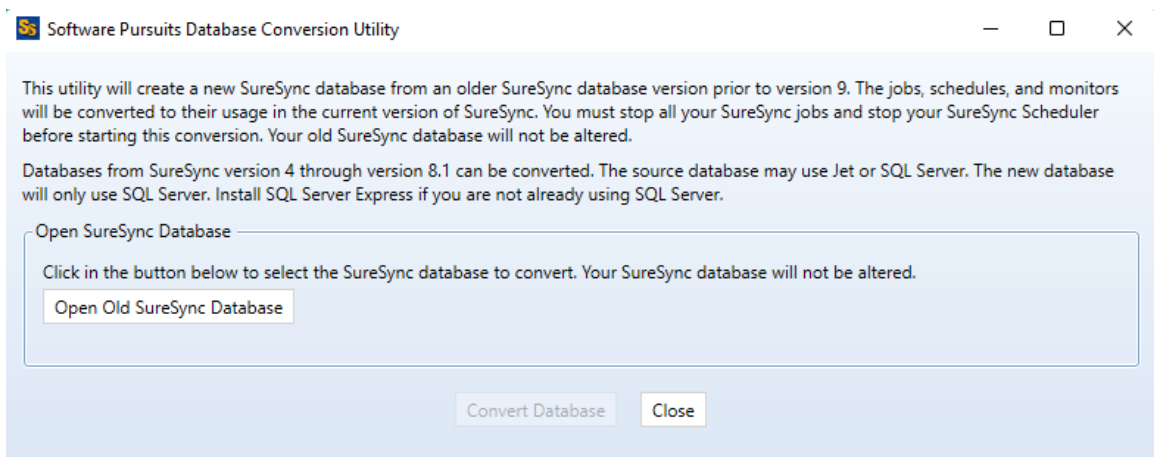 SS Software Pursuits Database Conversion Utility
This utility will create a new SureSync database from an older SureSync database version prior to version 9. The jobs, schedules, and monitors
will be converted to their usage in the current version of SureSync. You must stop all your SureSync jobs and stop your SureSync Scheduler
before starting this conversion. Your old SureSync database will not be altered.
Databases from SureSync version 4 through version 8.1 can be converted. The source database may use Jet or SQL Server. The new database
will only use SQL Server. Install SQL Server Express if you are not already using SQL Server.
Open SureSync Database
Click in the button below to select the SureSync database to convert. Your SureSync database will not be altered.
Open Old SureSync Database
Convert Database Close